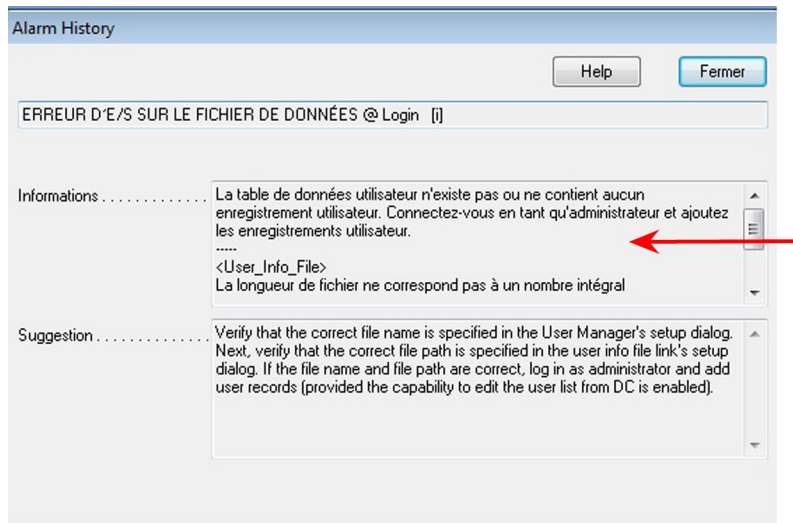 Alarm History
Help Fermer
ERREUR D'E/S SUR LE FICHIER DE DONNÉES @ Login [i]
Informations . . . . . . . . . . . . .
La table de données utilisateur n'existe pas ou ne contient aucun
enregistrement utilisateur. Connectez-vous en tant qu'administrateur et ajoutez
les enregistrements utilisateur.
-----
<User_Info_File>
La longueur de fichier ne correspond pas à un nombre intégral
Suggestion . . . . . . . . . . . . . .
Verify that the correct file name is specified in the User Manager's setup dialog.
Next, verify that the correct file path is specified in the user info file link's setup
dialog. If the file name and file path are correct, log in as administrator and add
user records (provided the capability to edit the user list from DC is enabled).